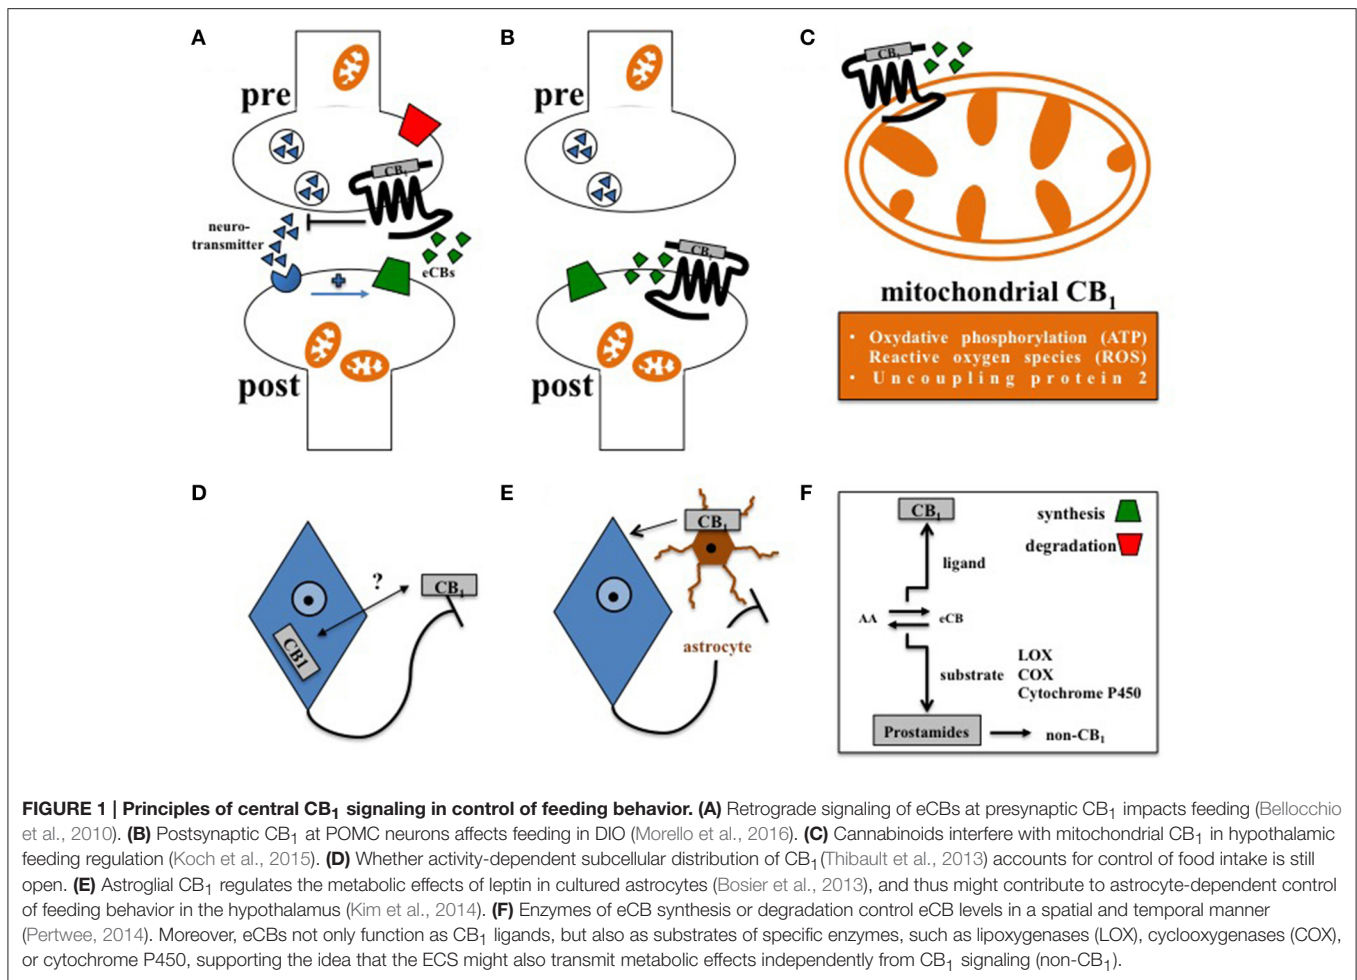 A
pre
CB1
neuro-
transmitter
eCBs
+
post
B
pre
CB1
post
C
CB1
mitochondrial CB1
• Oxydative phosphorylation (ATP)
Reactive oxygen species (ROS)
• Uncoupling protein 2
D
?
CB1
CB1
E
CB1
astrocyte
F
CB1
synthesis
degradation
ligand
AA
eCB
substrate
LOX
COX
Cytochrome P450
Prostamides
non-CB1
FIGURE 1 | Principles of central CB1 signaling in control of feeding behavior. (A) Retrograde signaling of eCBs at presynaptic CB1 impacts feeding (Bellocchio
et al., 2010). (B) Postsynaptic CB1 at POMC neurons affects feeding in DIO (Morello et al., 2016). (C) Cannabinoids interfere with mitochondrial CB1 in hypothalamic
feeding regulation (Koch et al., 2015). (D) Whether activity-dependent subcellular distribution of CB1(Thibault et al., 2013) accounts for control of food intake is still
open. (E) Astroglial CB1 regulates the metabolic effects of leptin in cultured astrocytes (Bosier et al., 2013), and thus might contribute to astrocyte-dependent control
of feeding behavior in the hypothalamus (Kim et al., 2014). (F) Enzymes of eCB synthesis or degradation control eCB levels in a spatial and temporal manner
(Pertwee, 2014). Moreover, eCBs not only function as CB1 ligands, but also as substrates of specific enzymes, such as lipoxygenases (LOX), cyclooxygenases (COX),
or cytochrome P450, supporting the idea that the ECS might also transmit metabolic effects independently from CB1 signaling (non-CB1).